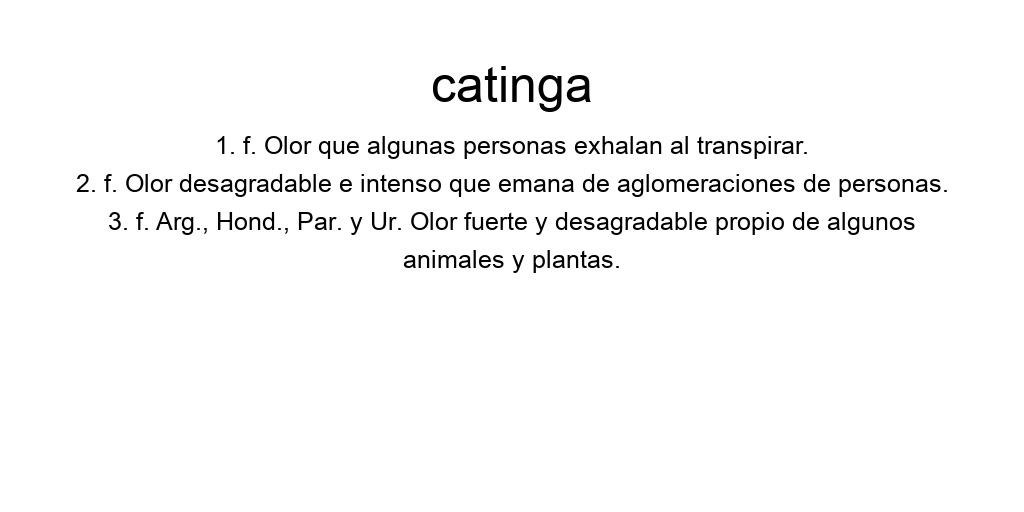 catinga
1. f. Olor que algunas personas exhalan al transpirar.
2. f. Olor desagradable e intenso que emana de aglomeraciones de personas.
3. f. Arg., Hond., Par. y Ur. Olor fuerte y desagradable propio de algunos
animales y plantas.